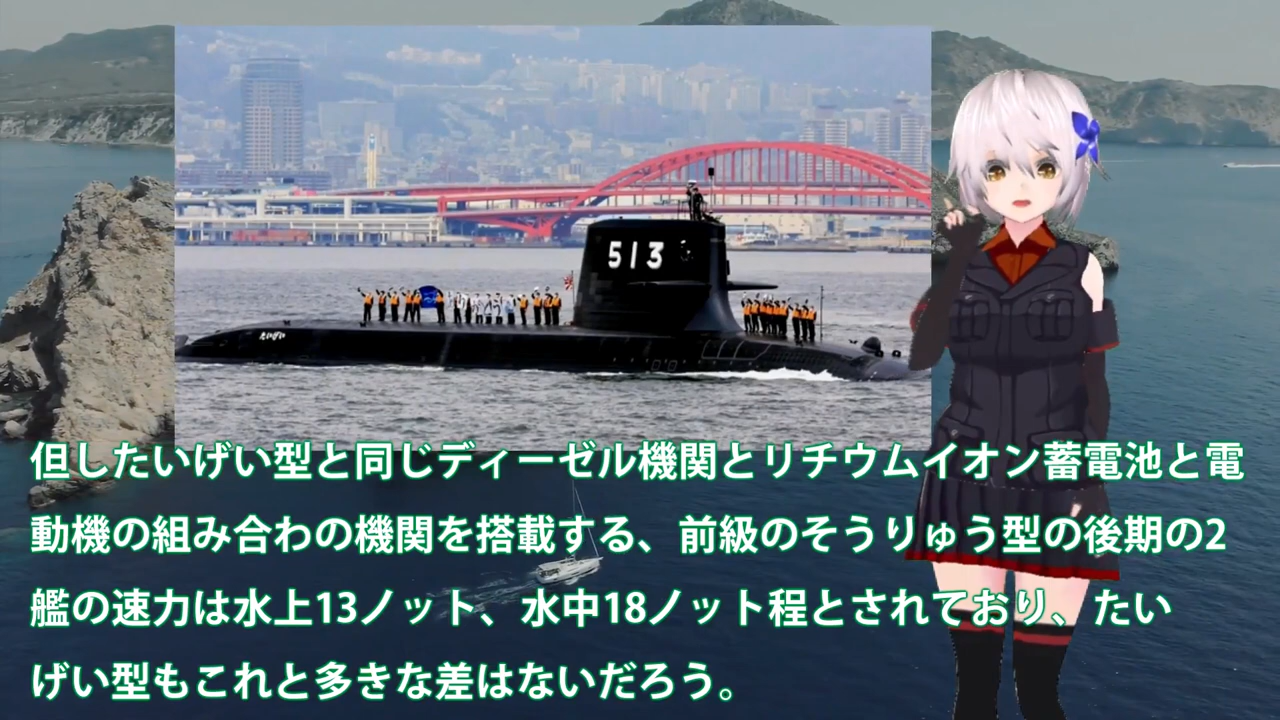 513
たいげい
但したいげい型と同じディーゼル機関とリチウムイオン蓄電池と電
動機の組み合わの機関を搭載する、前級のそうりゅう型の後期の2
艦の速力は水上13ノット、水中18ノット程とされており、たい
げい型もこれと多きな差はないだろう。